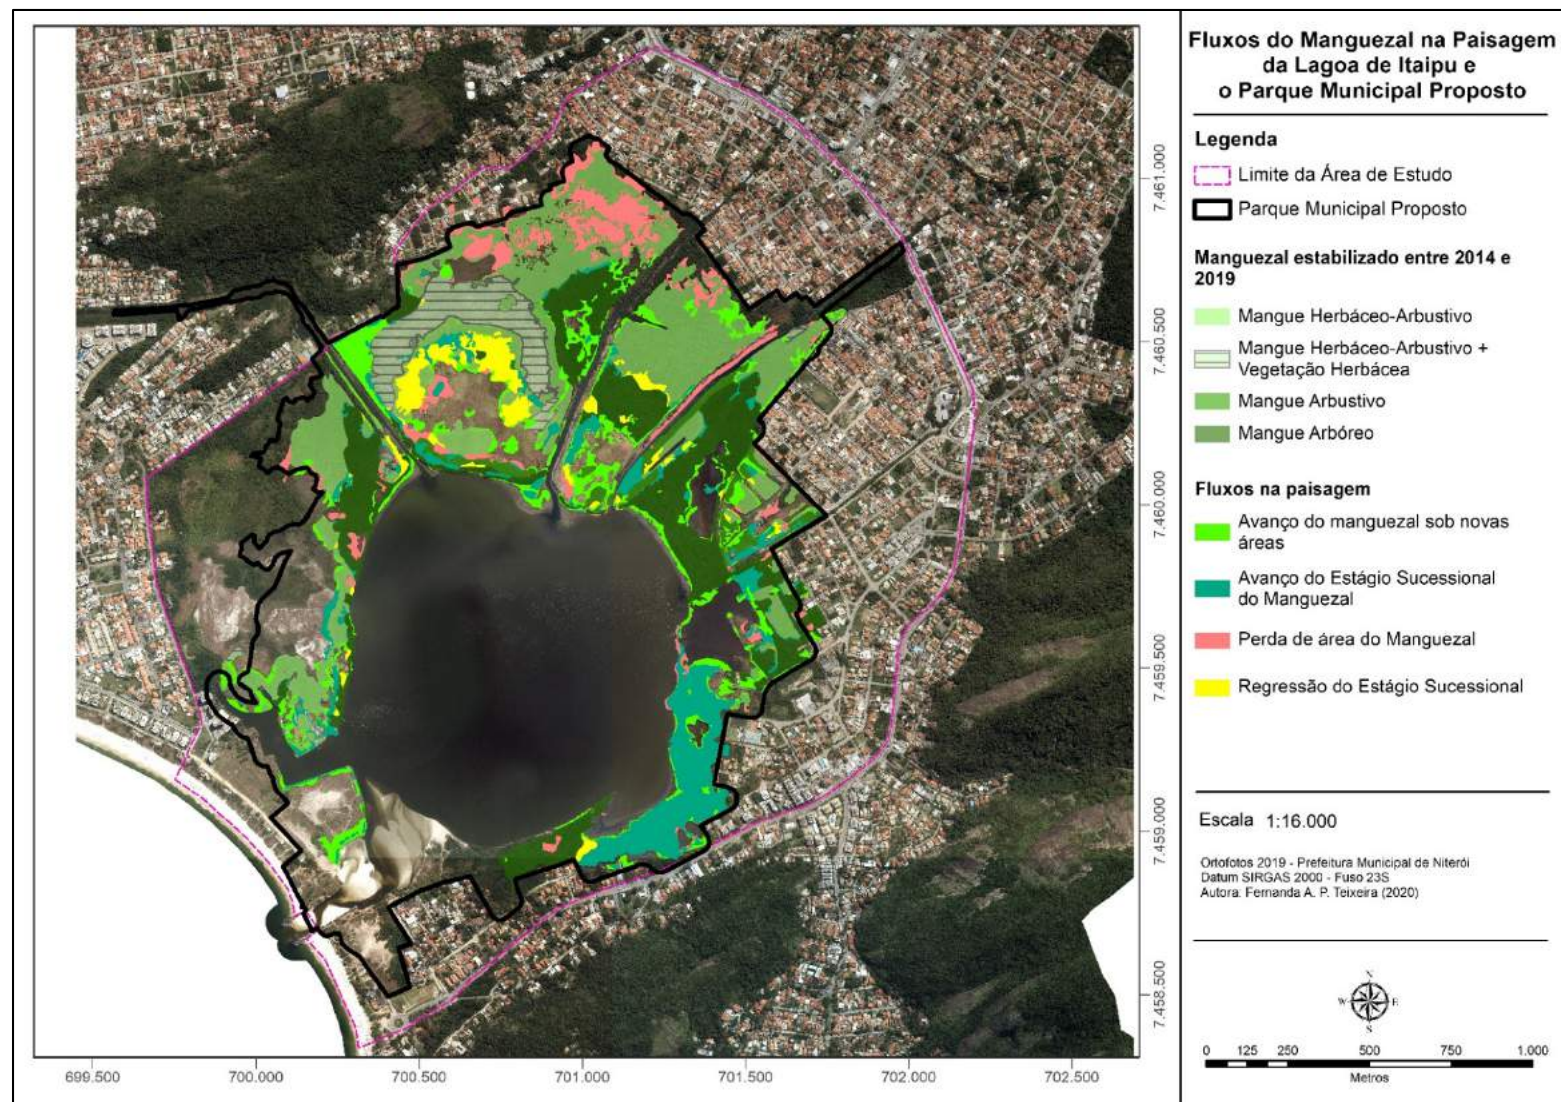 Fluxos do Manguezal na Paisagem
da Lagoa de Itaipu e
o Parque Municipal Proposto
Legenda
Limite da Área de Estudo
Parque Municipal Proposto
Manguezal estabilizado entre 2014 e
2019
Mangue Herbáceo-Arbustivo
Mangue Herbáceo-Arbustivo +
Vegetação Herbácea
Mangue Arbustivo
Mangue Arbóreo
Fluxos na paisagem
Avanço do manguezal sob novas
áreas
Avanço do Estágio Sucessional
do Manguezal
Perda de área do Manguezal
Regressão do Estágio Sucessional
Escala 1:16.000
Ortofotos 2019 - Prefeitura Municipal de Niterói
Datum SIRGAS 2000 - Fuso 23S
Autora: Fernanda A. P. Teixeira (2020)
N
W E
S
0 125 250 500 750 1.000
Metros
7.461.000
7.460.500
7.460.000
7.459.500
7.459.000
7.458.500
699.500 700.000 700.500 701.000 701.500 702.000 702.500